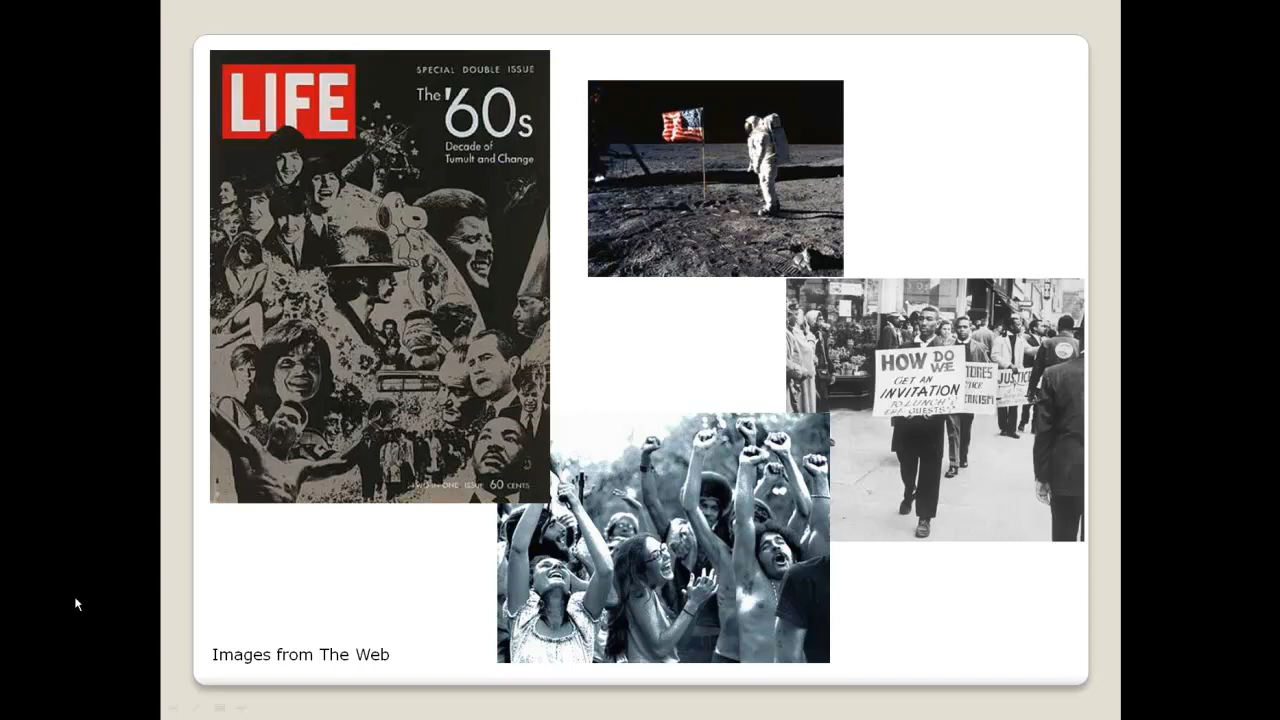 LIFE
SPECIAL DOUBLE ISSUE
The '60s
Decade of
Tumult and Change
60 CENTS
HOW DO
WE
GET AN
INVITATION
TO LUNCH?
JUSTICE
Images from The Web